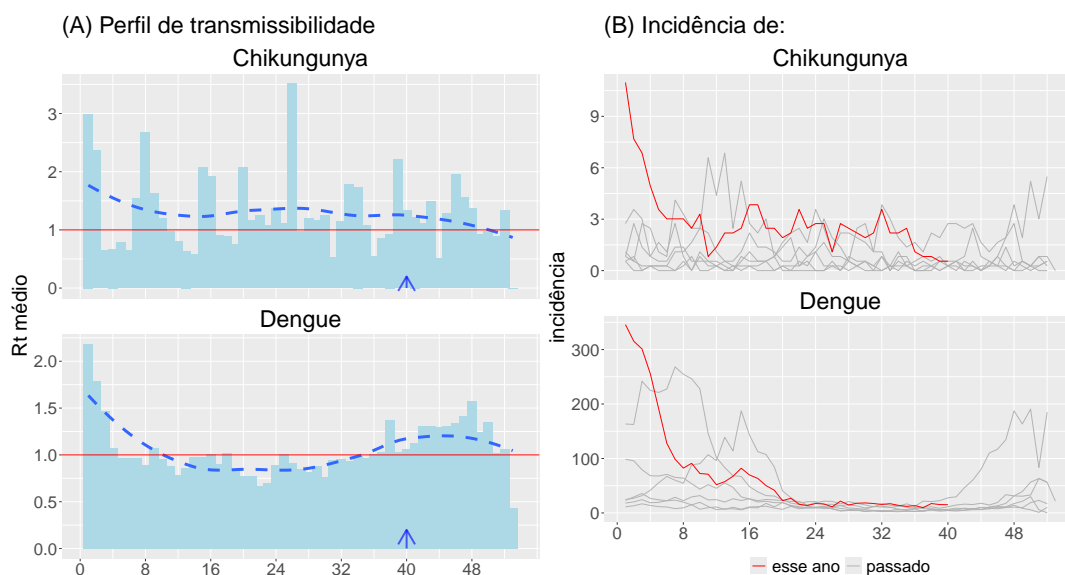 (A) Perfil de transmissibilidade
Chikungunya
3
2
1
0
Dengue
2.0
1.5
1.0
0.5
0.0
0 8 16 24 32 40 48
Rt médio
(B) Incidência de:
Chikungunya
9
6
3
0
Dengue
300
200
100
0
0 8 16 24 32 40 48
incidência
esse ano passado